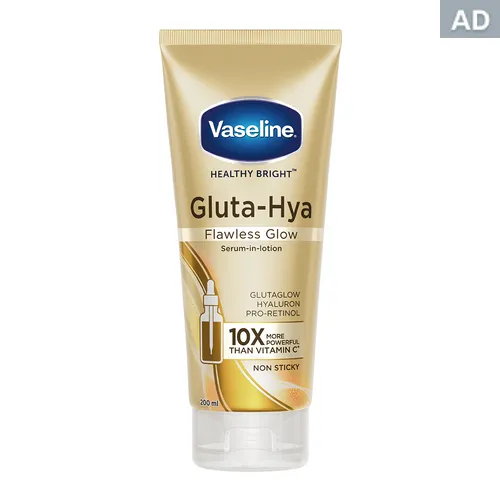 AD
Vaseline®
HEALTHY BRIGHT™
Gluta-Hya
Flawless Glow
Serum-in-lotion
GLUTAGLOW
HYALURON
PRO-RETINOL
10X MORE POWERFUL
THAN VITAMIN C*
NON STICKY
200 ml